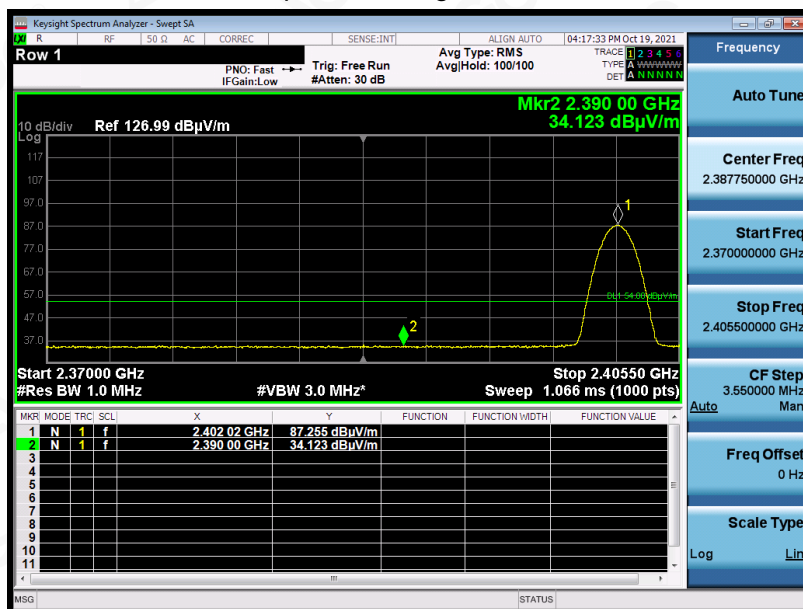 Keysight Spectrum Analyzer - Swept SA
LXI R RF 50 Ω AC CORREC SENSE:INT ALIGN AUTO 04:17:33 PM Oct 19, 2021
Row 1
PNO: Fast
IFGain:Low
Trig: Free Run
#Atten: 30 dB
Avg Type: RMS
Avg|Hold: 100/100
TRACE 1 2 3 4 5 6
TYPE A WWWWW
DET A N N N N N
Frequency
Mkr2 2.390 00 GHz
34.123 dBµV/m
10 dB/div Ref 126.99 dBµV/m
Log
117
107
97.0
87.0
77.0
67.0
57.0
47.0
37.0
1
2
DL1 54.00 dBµV/m
Start 2.37000 GHz Stop 2.40550 GHz
#Res BW 1.0 MHz #VBW 3.0 MHz* Sweep 1.066 ms (1000 pts)
MKR MODE TRC SCL X Y FUNCTION FUNCTION WIDTH FUNCTION VALUE
1 N 1 f 2.402 02 GHz 87.255 dBµV/m
2 N 1 f 2.390 00 GHz 34.123 dBµV/m
3
4
5
6
7
8
9
10
11
MSG STATUS
Auto Tune
Center Freq
2.387750000 GHz
Start Freq
2.370000000 GHz
Stop Freq
2.405500000 GHz
CF Step
3.550000 MHz
Auto Man
Freq Offset
0 Hz
Scale Type
Log Lin